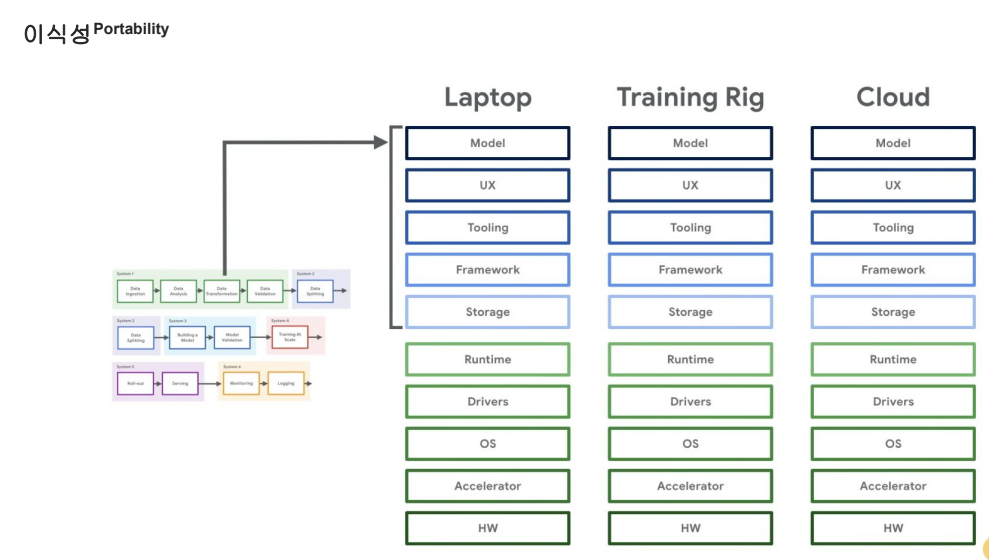 이식성 Portability
Laptop Training Rig Cloud
Model Model Model
UX UX UX
Tooling Tooling Tooling
Framework Framework Framework
Storage Storage Storage
Runtime Runtime Runtime
Drivers Drivers Drivers
OS OS OS
Accelerator Accelerator Accelerator
HW HW HW
System 1 System 2
Data Ingestion
Data Analysis
Data Transformation
Data Validation
Data Splitting
System 2 System 3 System 4
Data Splitting
Building a Model
Model Validation
Training At Scale
System 5 System 6
Roll-out
Serving
Monitoring
Logging